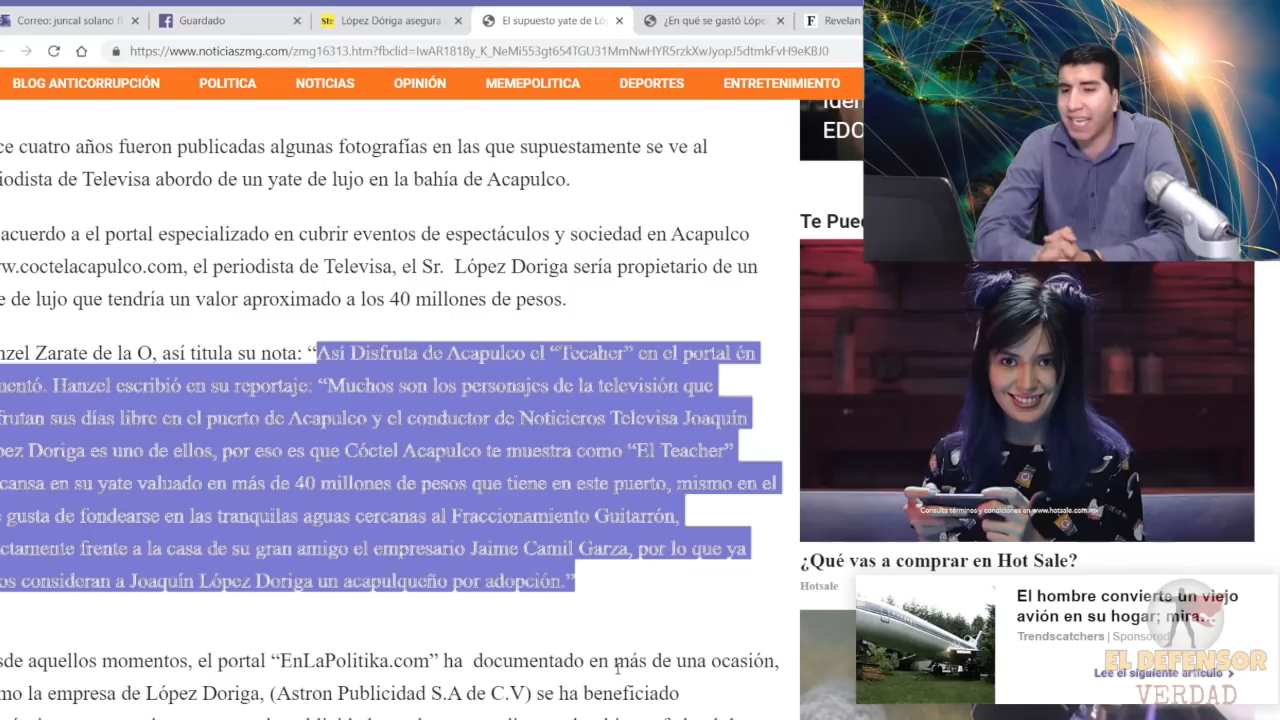 Correo: juncal solano f
Guardado
López Dóriga asegura
El supuesto yate de Ló
¿En qué se gastó Lópe
Revelan
https://www.noticiaszmg.com/zmg16313.htm?fbclid=IwAR1818y_K_NeMi553gt654TGU31MmNwHYR5rzkXwJyopJ5dtmkFvH9eKBJ0
BLOG ANTICORRUPCIÓN
POLITICA
NOTICIAS
OPINIÓN
MEMEPOLITICA
DEPORTES
ENTRETENIMIENTO
ce cuatro años fueron publicadas algunas fotografías en las que supuestamente se ve al
iodista de Televisa abordo de un yate de lujo en la bahía de Acapulco.
acuerdo a el portal especializado en cubrir eventos de espectáculos y sociedad en Acapulco
w.coctelacapulco.com, el periodista de Televisa, el Sr. López Doriga sería propietario de un
e de lujo que tendría un valor aproximado a los 40 millones de pesos.
nzel Zarate de la O, así titula su nota: “Así Disfruta de Acapulco el “Tecaher” en el portal én
mentó. Hanzel escribió en su reportaje: “Muchos son los personajes de la televisión que
frutan sus días libre en el puerto de Acapulco y el conductor de Noticieros Televisa Joaquín
pez Doriga es uno de ellos, por eso es que Cóctel Acapulco te muestra como “El Teacher”
cansa en su yate valuado en más de 40 millones de pesos que tiene en este puerto, mismo en el
e gusta de fondearse en las tranquilas aguas cercanas al Fraccionamiento Guitarrón,
ctamente frente a la casa de su gran amigo el empresario Jaime Camil Garza, por lo que ya
os consideran a Joaquín López Doriga un acapulqueño por adopción.”
sde aquellos momentos, el portal “EnLaPolitika.com” ha documentado en más de una ocasión,
mo la empresa de López Doriga, (Astron Publicidad S.A de C.V) se ha beneficiado
EDO
Te Pue
Consulta términos y condiciones en www.hotsale.com.mx
¿Qué vas a comprar en Hot Sale?
Hotsale
El hombre convierte un viejo
avión en su hogar; mira...
Trendscatchers | Sponsored
Leé el siguiente artículo >
EL DEFENSOR
VERDAD